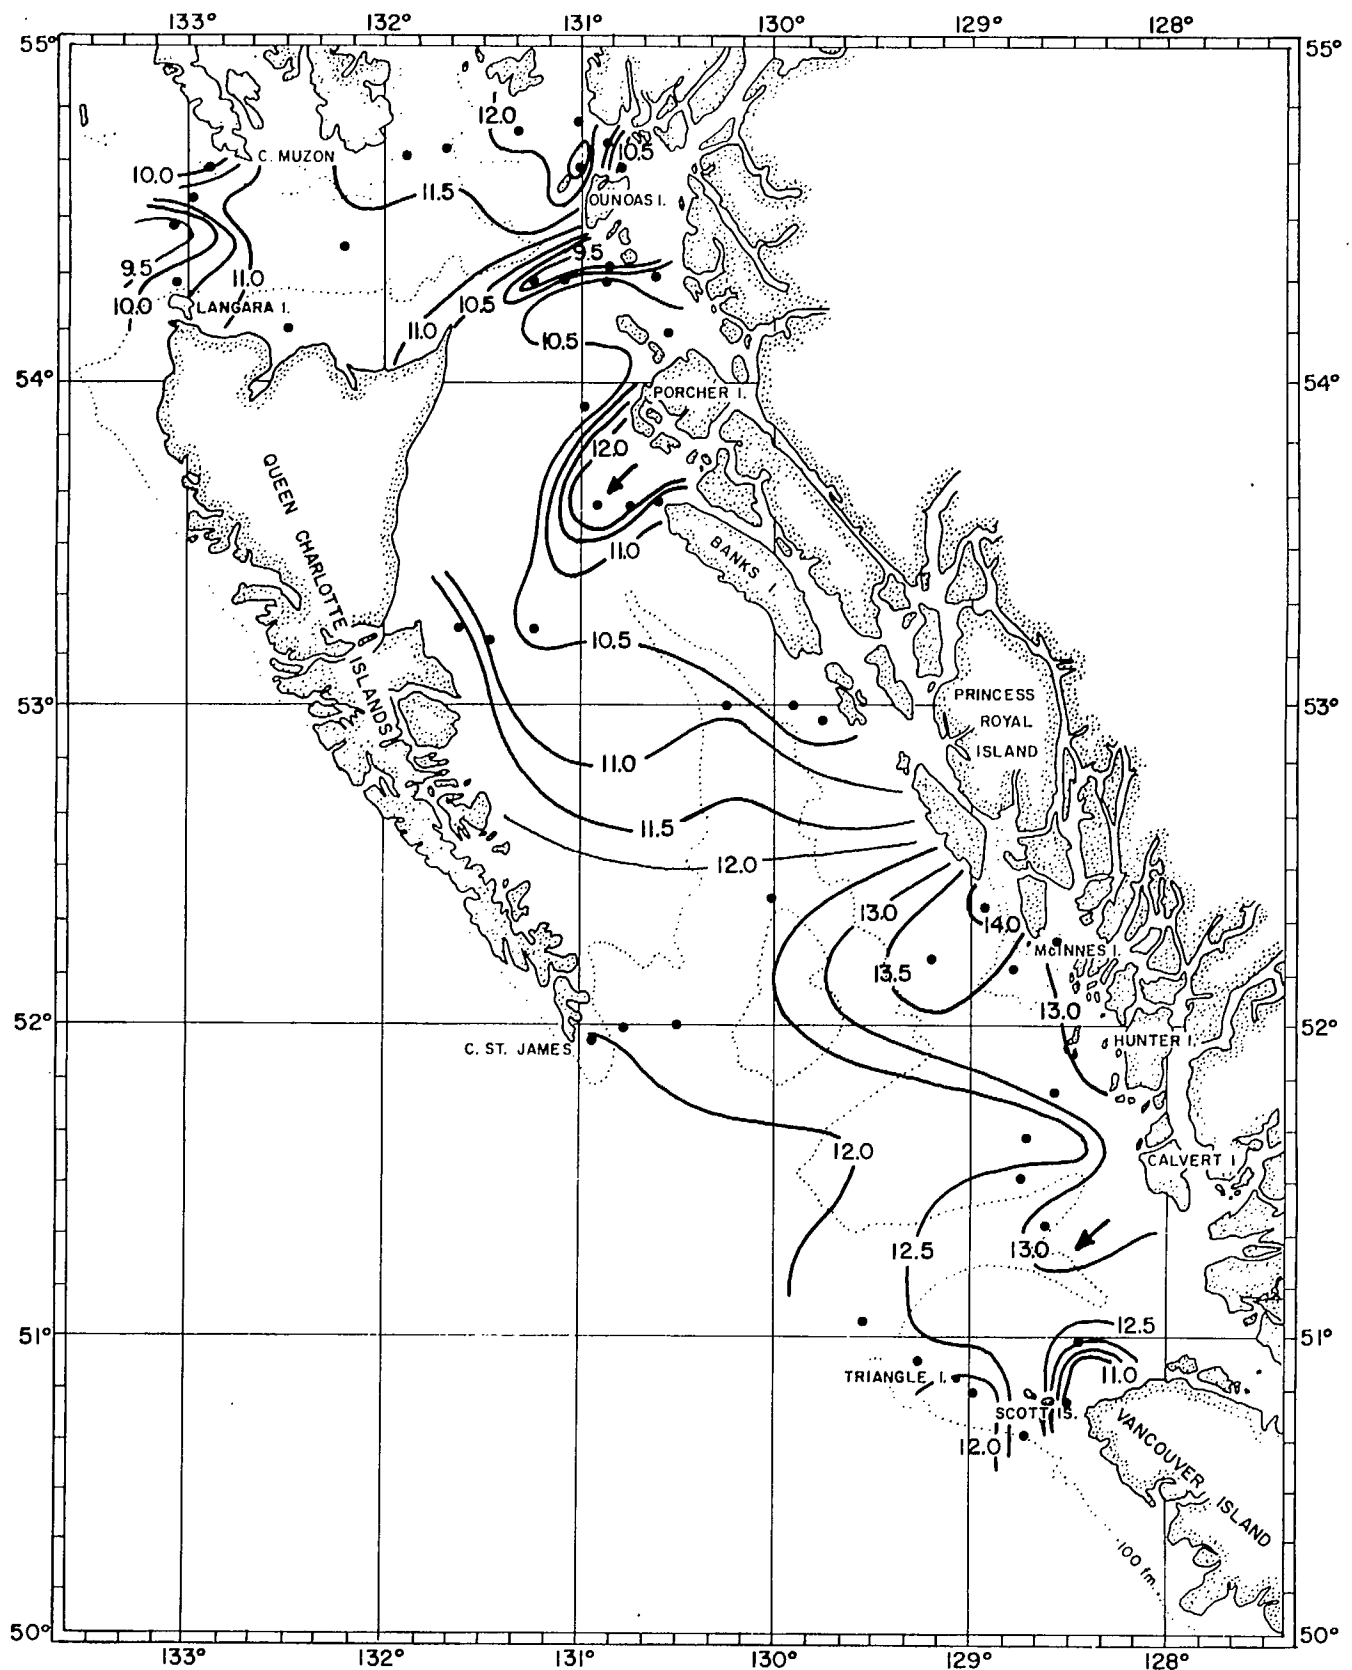 133° 132° 131° 130° 129° 128°
55° 55°
12.0
10.5
C. MUZON
10.0
11.5
DUNDAS I.
9.5
9.5
11.0
10.0
10.5
LANGARA I.
11.0
10.5
54° 54°
PORCHER I.
12.0
QUEEN CHARLOTTE ISLANDS
BANKS I
11.0
10.5
53° 53°
PRINCESS
ROYAL
ISLAND
11.0
11.5
12.0
13.0
14.0
McINNES I.
13.5
13.0
52° 52°
HUNTER I.
C. ST. JAMES
12.0
CALVERT I
12.5
13.0
12.5
51° 51°
11.0
TRIANGLE I.
SCOTT IS.
12.0
VANCOUVER ISLAND
100 fm.
50° 50°
133° 132° 131° 130° 129° 128°